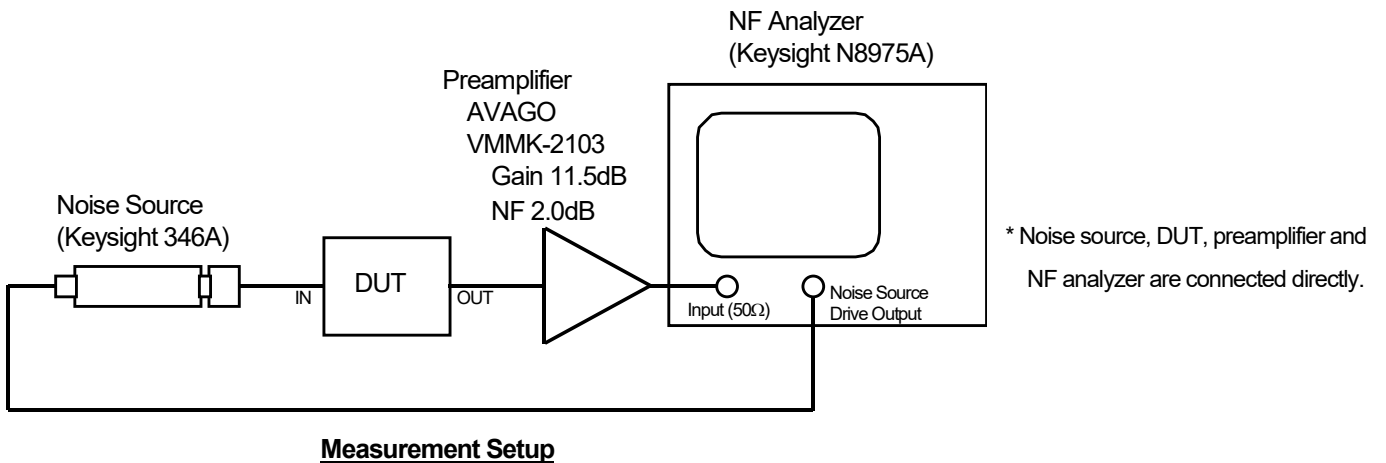 NF Analyzer
(Keysight N8975A)
Preamplifier
AVAGO
VMMK-2103
Gain 11.5dB
NF 2.0dB
Noise Source
(Keysight 346A)
DUT
IN
OUT
Input (50Ω)
Noise Source
Drive Output
* Noise source, DUT, preamplifier and
NF analyzer are connected directly.
Measurement Setup